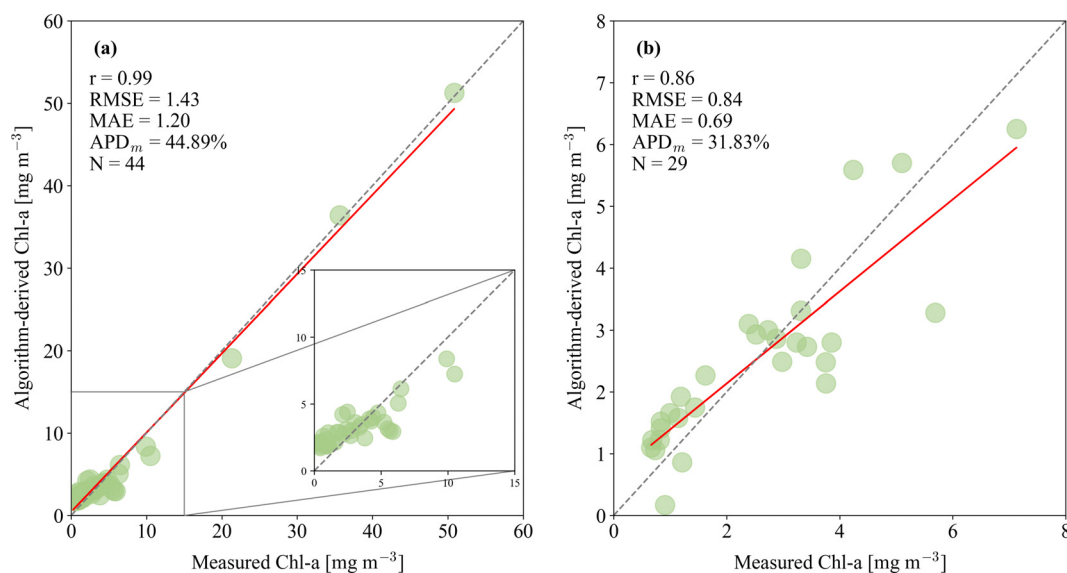 (a)
r = 0.99
RMSE = 1.43
MAE = 1.20
APDₘ = 44.89%
N = 44
60
50
40
30
20
10
0
0 10 20 30 40 50 60
Algorithm-derived Chl-a [mg m⁻³]
Measured Chl-a [mg m⁻³]
15
10
5
0
0 5 10 15
(b)
r = 0.86
RMSE = 0.84
MAE = 0.69
APDₘ = 31.83%
N = 29
8
7
6
5
4
3
2
1
0
0 2 4 6 8
Algorithm-derived Chl-a [mg m⁻³]
Measured Chl-a [mg m⁻³]